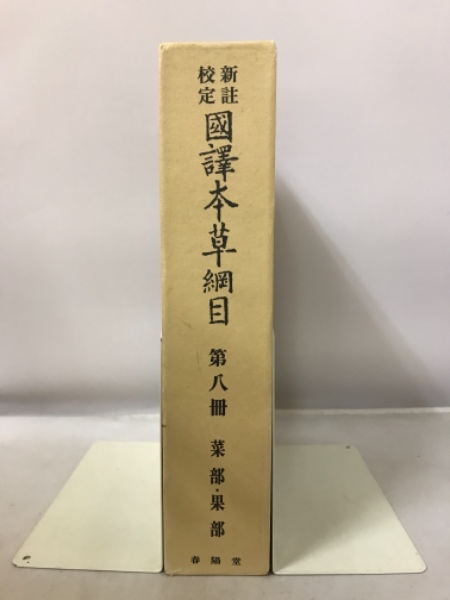 新註
校定
國譯本草綱目
第八冊
菜部・果部
春陽堂